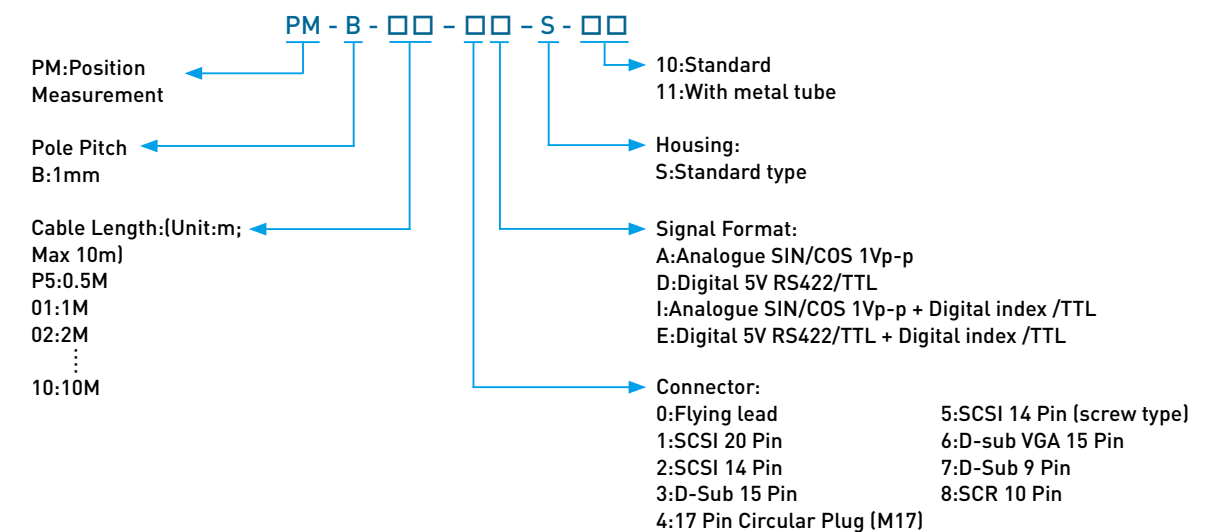 PM - B - □□ – □□ – S - □□
PM:Position
Measurement
Pole Pitch
B:1mm
Cable Length:(Unit:m;
Max 10m)
P5:0.5M
01:1M
02:2M
⋮
10:10M
10:Standard
11:With metal tube
Housing:
S:Standard type
Signal Format:
A:Analogue SIN/COS 1Vp-p
D:Digital 5V RS422/TTL
I:Analogue SIN/COS 1Vp-p + Digital index /TTL
E:Digital 5V RS422/TTL + Digital index /TTL
Connector:
0:Flying lead
1:SCSI 20 Pin
2:SCSI 14 Pin
3:D-Sub 15 Pin
4:17 Pin Circular Plug (M17)
5:SCSI 14 Pin (screw type)
6:D-sub VGA 15 Pin
7:D-Sub 9 Pin
8:SCR 10 Pin